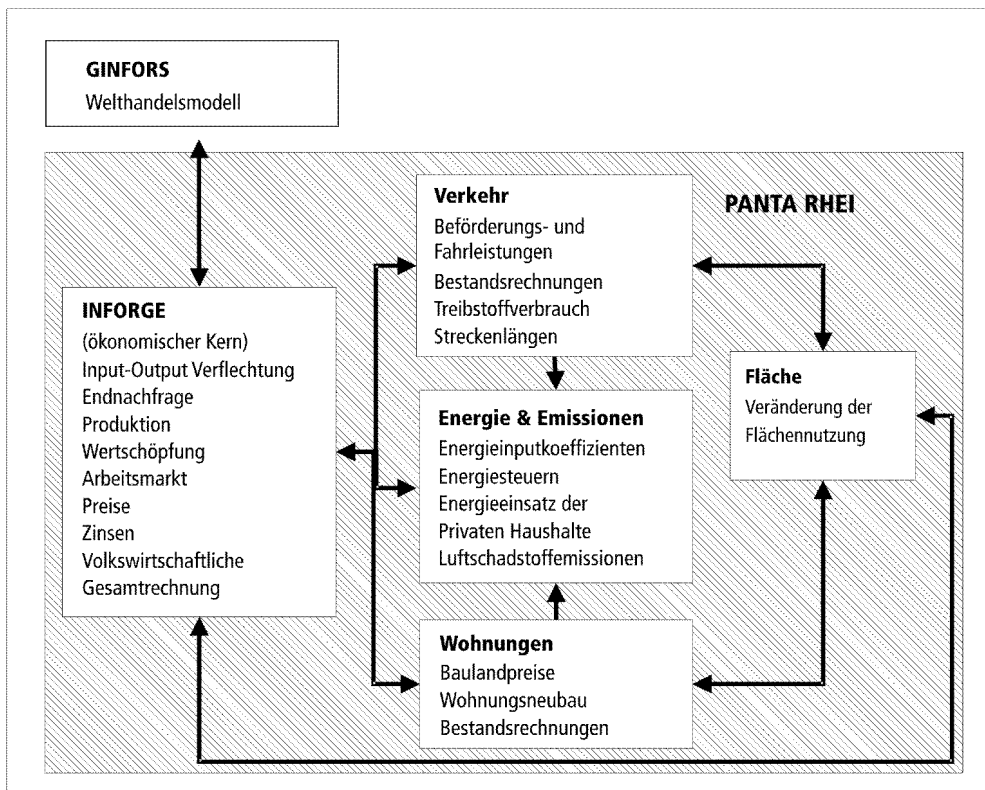 GINFORS
Welthandelsmodell
PANTA RHEI
INFORGE
(ökonomischer Kern)
Input-Output Verflechtung
Endnachfrage
Produktion
Wertschöpfung
Arbeitsmarkt
Preise
Zinsen
Volkswirtschaftliche
Gesamtrechnung
Verkehr
Beförderungs- und
Fahrleistungen
Bestandsrechnungen
Treibstoffverbrauch
Streckenlängen
Energie & Emissionen
Energieinputkoeffizienten
Energiesteuern
Energieeinsatz der
Privaten Haushalte
Luftschadstoffemissionen
Wohnungen
Baulandpreise
Wohnungsneubau
Bestandsrechnungen
Fläche
Veränderung der
Flächennutzung